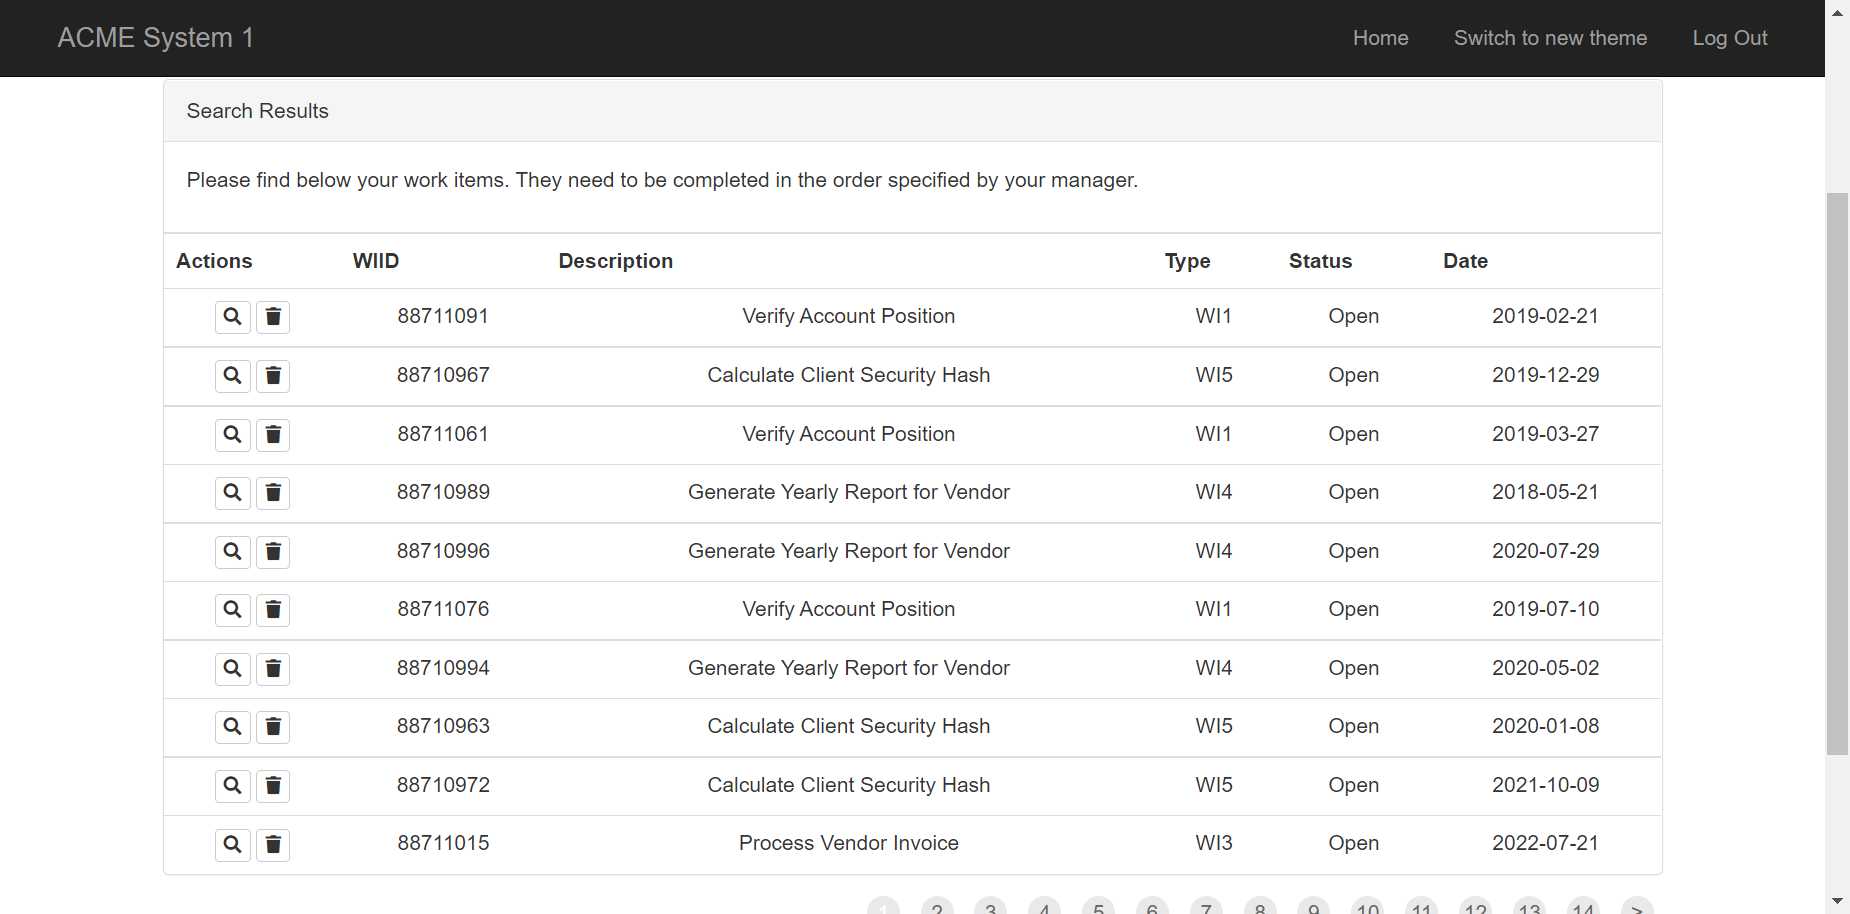 ACME System 1 Home Switch to new theme Log Out
Search Results
Please find below your work items. They need to be completed in the order specified by your manager.
Actions WIID Description Type Status Date
88711091 Verify Account Position WI1 Open 2019-02-21
88710967 Calculate Client Security Hash WI5 Open 2019-12-29
88711061 Verify Account Position WI1 Open 2019-03-27
88710989 Generate Yearly Report for Vendor WI4 Open 2018-05-21
88710996 Generate Yearly Report for Vendor WI4 Open 2020-07-29
88711076 Verify Account Position WI1 Open 2019-07-10
88710994 Generate Yearly Report for Vendor WI4 Open 2020-05-02
88710963 Calculate Client Security Hash WI5 Open 2020-01-08
88710972 Calculate Client Security Hash WI5 Open 2021-10-09
88711015 Process Vendor Invoice WI3 Open 2022-07-21
1 2 3 4 5 6 7 8 9 10 11 12 13 14 >